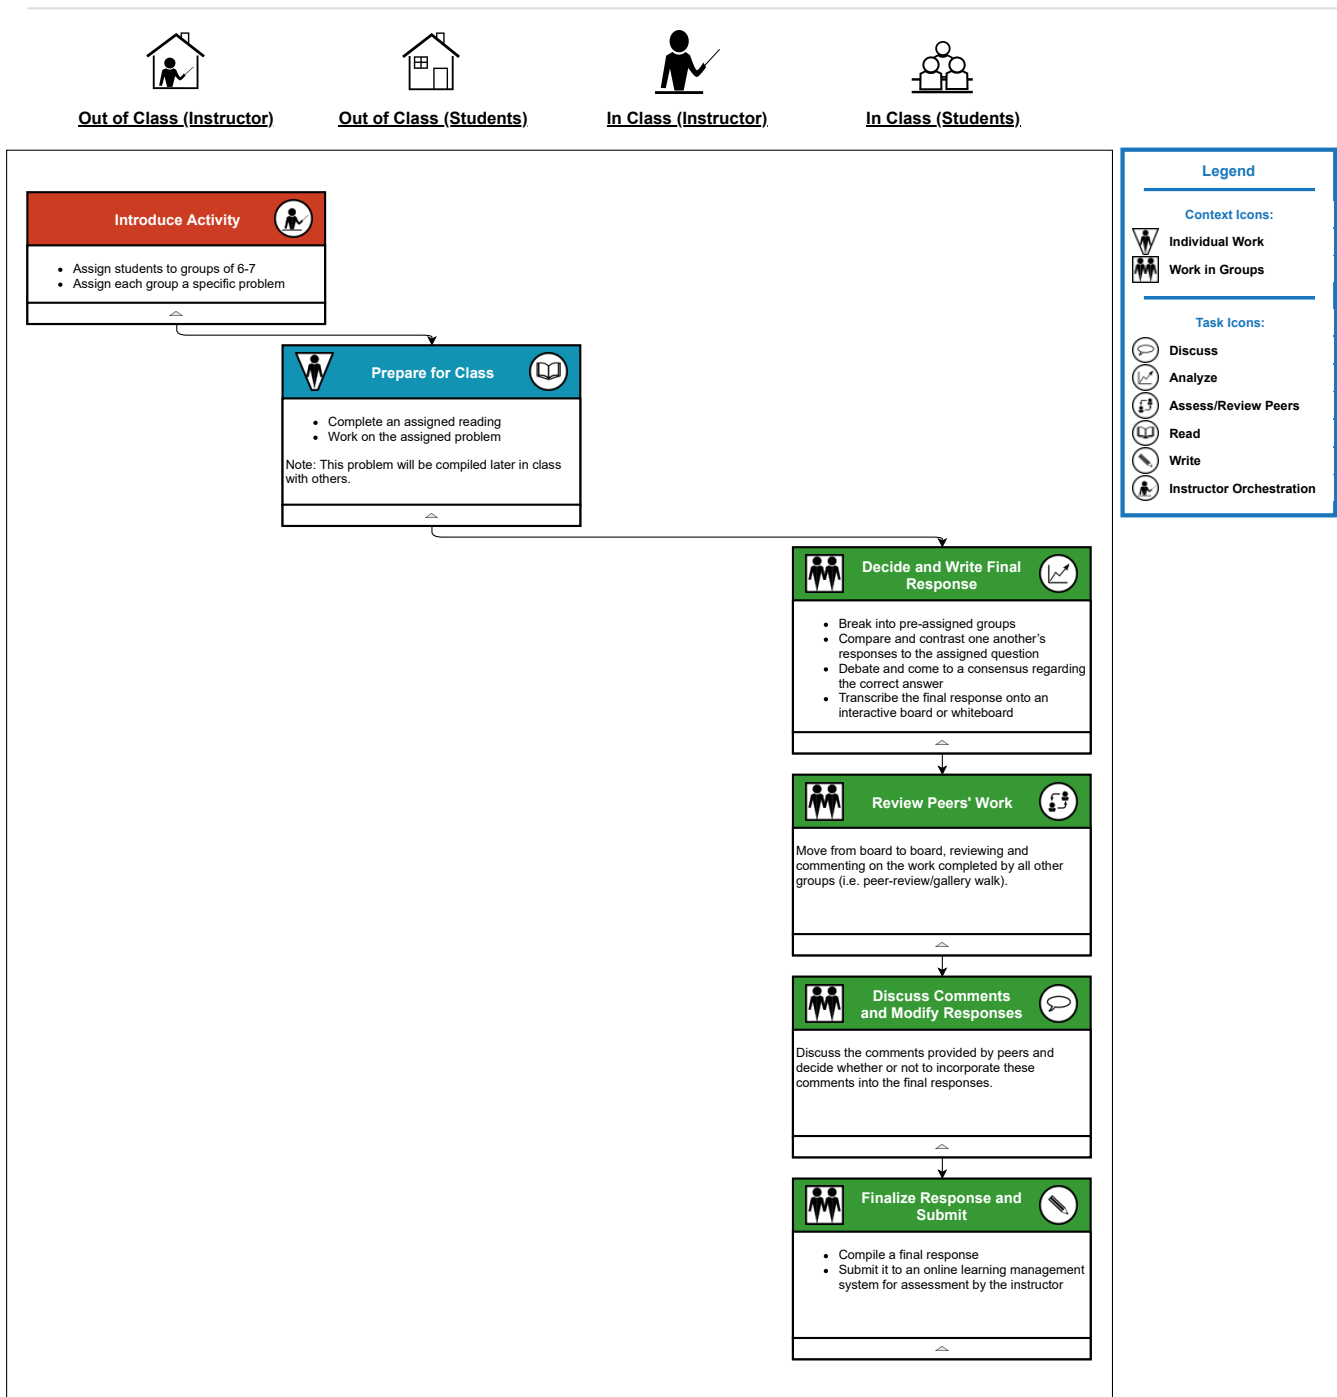 Out of Class (Instructor)
Out of Class (Students)
In Class (Instructor)
In Class (Students)
Introduce Activity
• Assign students to groups of 6-7
• Assign each group a specific problem
Prepare for Class
• Complete an assigned reading
• Work on the assigned problem
Note: This problem will be compiled later in class
with others.
Decide and Write Final
Response
• Break into pre-assigned groups
• Compare and contrast one another’s
responses to the assigned question
• Debate and come to a consensus regarding
the correct answer
• Transcribe the final response onto an
interactive board or whiteboard
Review Peers' Work
Move from board to board, reviewing and
commenting on the work completed by all other
groups (i.e. peer-review/gallery walk).
Discuss Comments
and Modify Responses
Discuss the comments provided by peers and
decide whether or not to incorporate these
comments into the final responses.
Finalize Response and
Submit
• Compile a final response
• Submit it to an online learning management
system for assessment by the instructor
Legend
Context Icons:
Individual Work
Work in Groups
Task Icons:
Discuss
Analyze
Assess/Review Peers
Read
Write
Instructor Orchestration